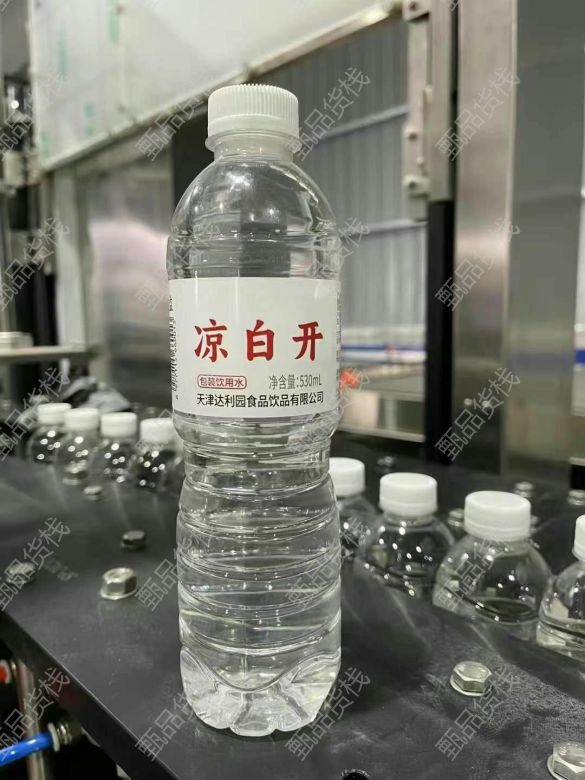 凉白开
包装饮用水 净含量:530mL
天津达利园食品饮品有限公司
甄品货栈